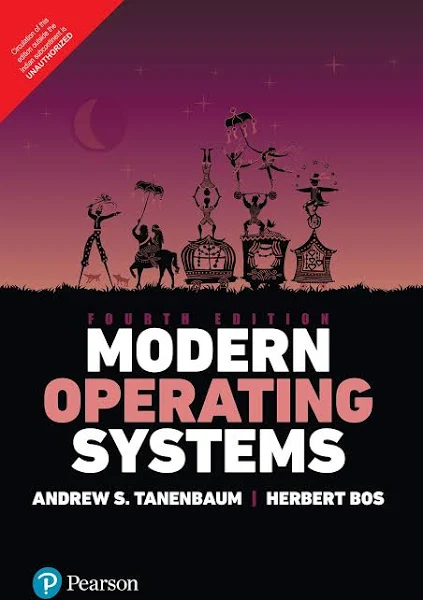 Circulation of this
edition outside the
Indian subcontinent is
UNAUTHORIZED
FOURTH EDITION
MODERN
OPERATING
SYSTEMS
ANDREW S. TANENBAUM | HERBERT BOS
P Pearson